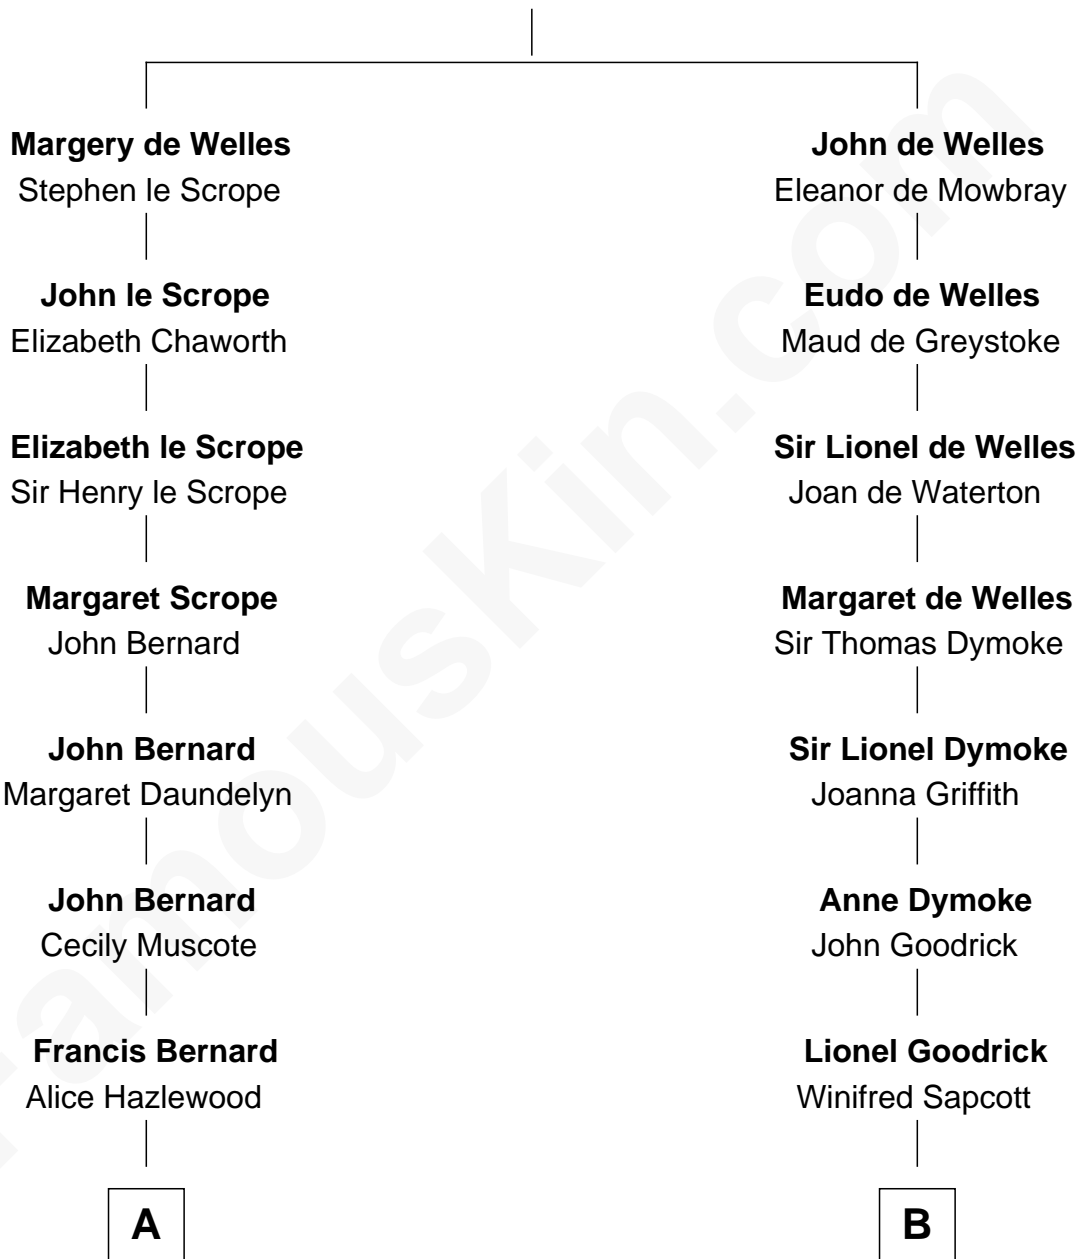 Margery de Welles
Stephen le Scrope
John le Scrope
Elizabeth Chaworth
Elizabeth le Scrope
Sir Henry le Scrope
Margaret Scrope
John Bernard
John Bernard
Margaret Daundelyn
John Bernard
Cecily Muscote
Francis Bernard
Alice Hazlewood
A
John de Welles
Eleanor de Mowbray
Eudo de Welles
Maud de Greystoke
Sir Lionel de Welles
Joan de Waterton
Margaret de Welles
Sir Thomas Dymoke
Sir Lionel Dymoke
Joanna Griffith
Anne Dymoke
John Goodrick
Lionel Goodrick
Winifred Sapcott
B
FamousKin.com